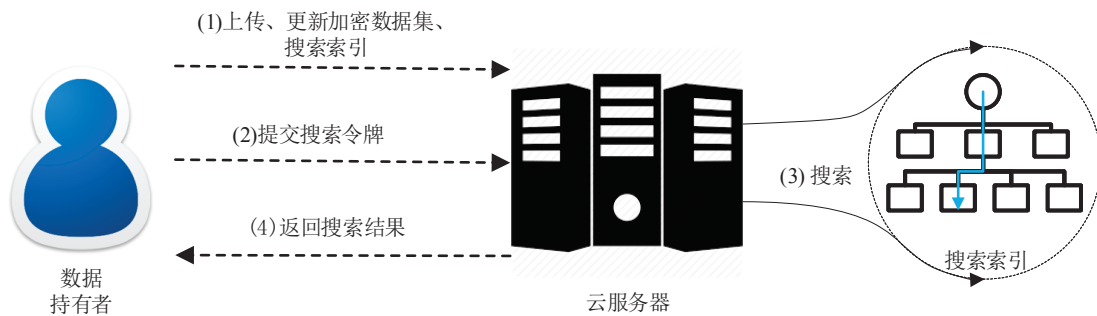 (1)上传、更新加密数据集、
搜索索引
(2)提交搜索令牌
(3) 搜索
(4)返回搜索结果
搜索索引
数据
持有者
云服务器